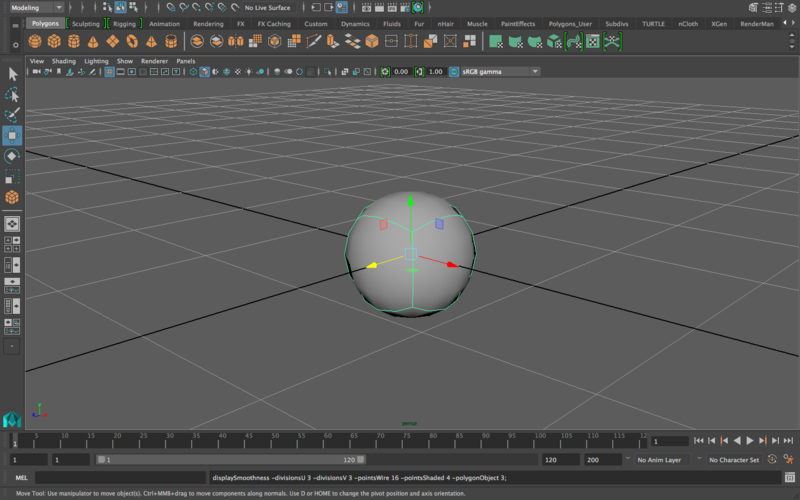 Modeling
No Live Surface
Polygons Sculpting Rigging Animation Rendering FX FX Caching Custom Dynamics Fluids Fur nHair Muscle PaintEffects Polygons_User Subdivs TURTLE nCloth XGen RenderMan
View Shading Lighting Show Renderer Panels
0.00 1.00 sRGB gamma
persp
5 10 15 20 25 30 35 40 45 50 55 60 65 70 75 80 85 90 95 100 105 110 115 12
1 1
1 1 1 120 120 200 No Anim Layer No Character Set
MEL displaySmoothness -divisionsU 3 -divisionsV 3 -pointsWire 16 -pointsShaded 4 -polygonObject 3;
Move Tool: Use manipulator to move object(s). Ctrl+MMB+drag to move components along normals. Use D or HOME to change the pivot position and axis orientation.